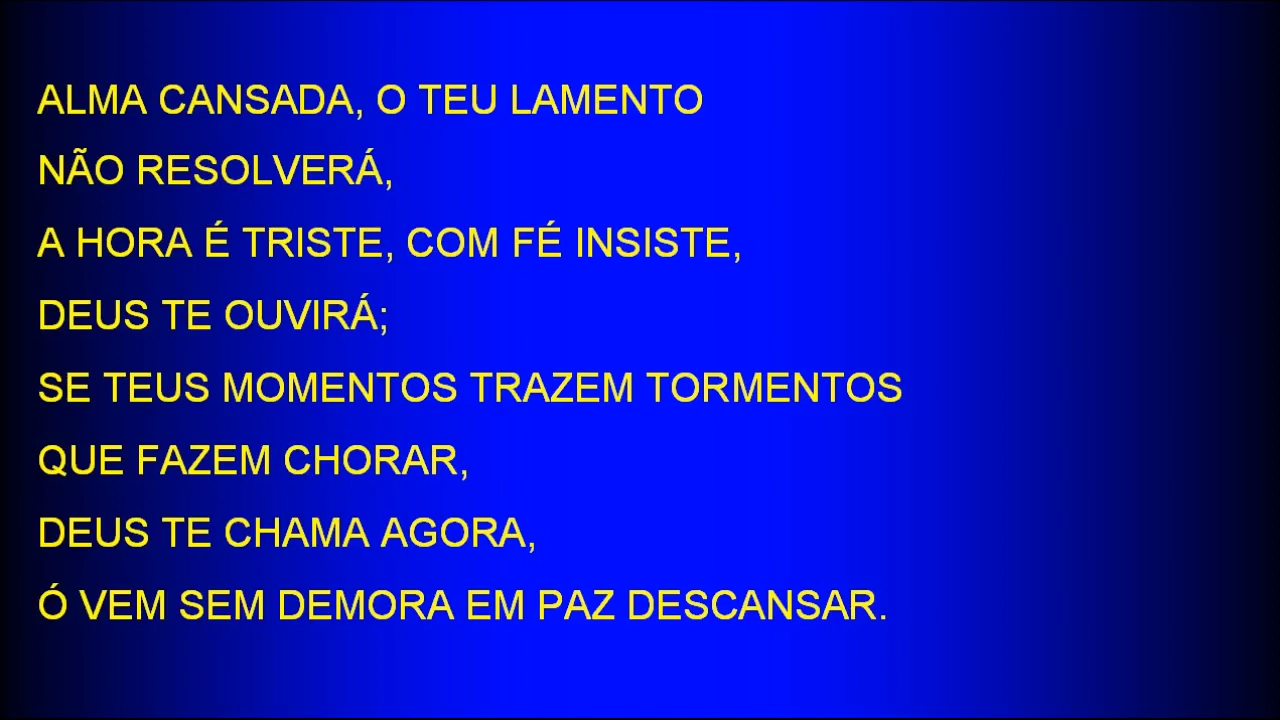 ALMA CANSADA, O TEU LAMENTO
NÃO RESOLVERÁ,
A HORA É TRISTE, COM FÉ INSISTE,
DEUS TE OUVIRÁ;
SE TEUS MOMENTOS TRAZEM TORMENTOS
QUE FAZEM CHORAR,
DEUS TE CHAMA AGORA,
Ó VEM SEM DEMORA EM PAZ DESCANSAR.